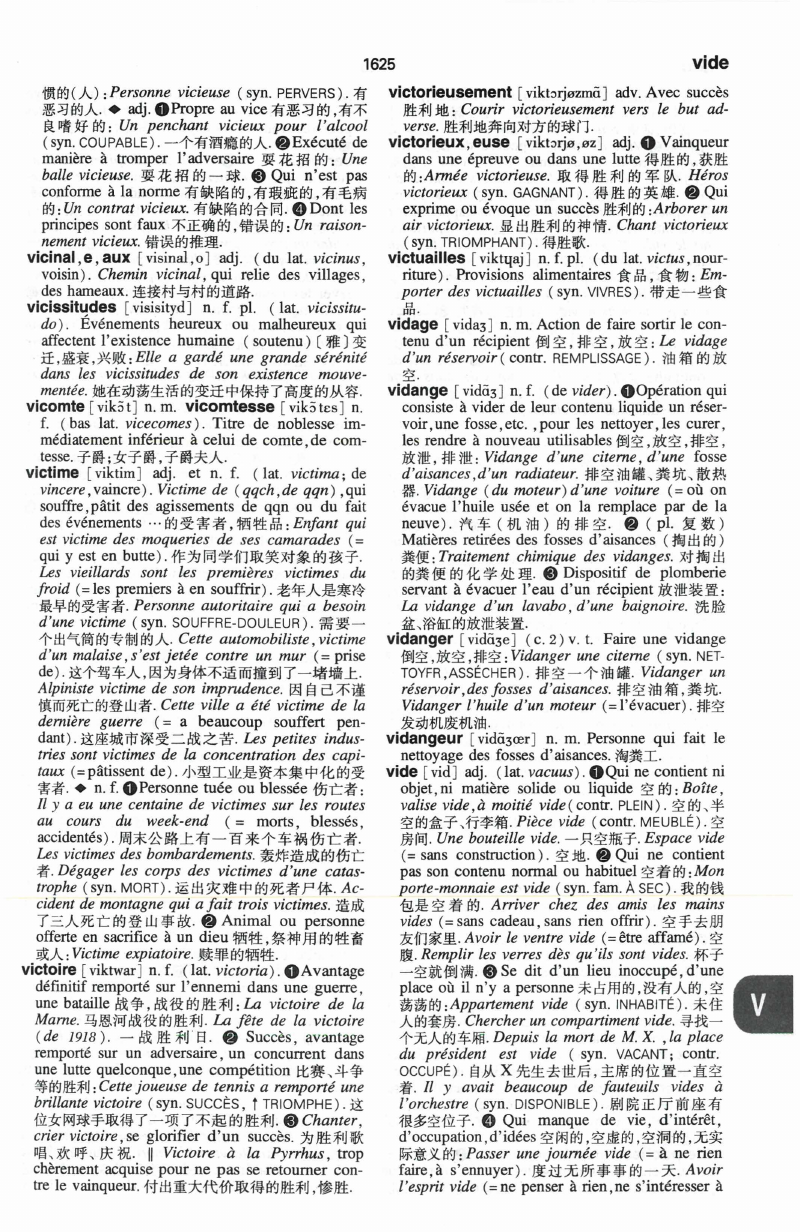 1625
vide
惯的(人):Personne vicieuse ( syn. PERVERS). 有
恶习的人. ◆ adj. ❶Propre au vice 有恶习的,有不
良嗜好的: Un penchant vicieux pour l'alcool
(syn. COUPABLE). 一个有酒瘾的人. ❷Exécuté de
manière à tromper l'adversaire 耍花招的: Une
balle vicieuse. 耍花招的一球. ❸ Qui n'est pas
conforme à la norme 有缺陷的,有瑕疵的,有毛病
的:Un contrat vicieux. 有缺陷的合同. ❹Dont les
principes sont faux 不正确的,错误的: Un raison-
nement vicieux. 错误的推理.
vicinal,e,aux [visinal,o] adj. (du lat. vicinus,
voisin). Chemin vicinal, qui relie des villages,
des hameaux. 连接村与村的道路.
vicissitudes [visisityd] n. f. pl. ( lat. vicissitu-
do). Événements heureux ou malheureux qui
affectent l'existence humaine ( soutenu)〔雅〕变
迁,盛衰,兴败:Elle a gardé une grande sérénité
dans les vicissitudes de son existence mouve-
mentée. 她在动荡生活的变迁中保持了高度的从容.
vicomte [vikɔ̃t] n. m. vicomtesse [vikɔ̃tɛs] n.
f. (bas lat. vicecomes). Titre de noblesse im-
médiatement inférieur à celui de comte, de com-
tesse. 子爵;女子爵,子爵夫人.
victime [viktim] adj. et n. f. (lat. victima; de
vincere,vaincre). Victime de (qqch,de qqn) ,qui
souffre,pâtit des agissements de qqn ou du fait
des événements …的受害者,牺牲品:Enfant qui
est victime des moqueries de ses camarades (=
qui y est en butte). 作为同学们取笑对象的孩子.
Les vieillards sont les premières victimes du
froid (=les premiers à en souffrir). 老年人是寒冷
最早的受害者. Personne autoritaire qui a besoin
d'une victime (syn. SOUFFRE-DOULEUR). 需要一
个出气筒的专制的人. Cette automobiliste, victime
d'un malaise, s'est jetée contre un mur (= prise
de). 这个驾车人,因为身体不适而撞到了一堵墙上.
Alpiniste victime de son imprudence. 因自己不谨
慎而死亡的登山者. Cette ville a été victime de la
dernière guerre (= a beaucoup souffert pen-
dant). 这座城市深受二战之苦. Les petites indus-
tries sont victimes de la concentration des capi-
taux (=pâtissent de). 小型工业是资本集中化的受
害者. ◆ n. f. ❶Personne tuée ou blessée 伤亡者:
Il y a eu une centaine de victimes sur les routes
au cours du week-end (= morts, blessés,
accidentés). 周末公路上有一百来个车祸伤亡者.
Les victimes des bombardements. 轰炸造成的伤亡
者. Dégager les corps des victimes d'une catas-
trophe (syn. MORT). 运出灾难中的死者尸体. Ac-
cident de montagne qui a fait trois victimes. 造成
了三人死亡的登山事故. ❷ Animal ou personne
offerte en sacrifice à un dieu 牺牲,祭神用的牲畜
或人:Victime expiatoire. 赎罪的牺牲.
victoire [viktwar] n. f. (lat. victoria). ❶Avantage
définitif remporté sur l'ennemi dans une guerre,
une bataille 战争,战役的胜利: La victoire de la
Marne. 马恩河战役的胜利. La fête de la victoire
(de 1918). 一战胜利日. ❷ Succès, avantage
remporté sur un adversaire, un concurrent dans
une lutte quelconque,une compétition 比赛、斗争
等的胜利:Cette joueuse de tennis a remporté une
brillante victoire (syn. SUCCÈS, ↑TRIOMPHE). 这
位女网球手取得了一项了不起的胜利. ❸Chanter,
crier victoire, se glorifier d'un succès. 为胜利歌
唱、欢呼、庆祝. ‖ Victoire à la Pyrrhus, trop
chèrement acquise pour ne pas se retourner con-
tre le vainqueur. 付出重大代价取得的胜利,惨胜.
victorieusement [viktɔrjøzmɑ̃] adv. Avec succès
胜利地: Courir victorieusement vers le but ad-
verse. 胜利地奔向对方的球门.
victorieux,euse [viktɔrjø,øz] adj. ❶ Vainqueur
dans une épreuve ou dans une lutte 得胜的,获胜
的:Armée victorieuse. 取得胜利的军队. Héros
victorieux (syn. GAGNANT). 得胜的英雄. ❷ Qui
exprime ou évoque un succès 胜利的:Arborer un
air victorieux. 显出胜利的神情. Chant victorieux
(syn. TRIOMPHANT). 得胜歌.
victuailles [viktɥaj] n. f. pl. (du lat. victus,nour-
riture). Provisions alimentaires 食品,食物: Em-
porter des victuailles (syn. VIVRES). 带走一些食
品.
vidage [vidaʒ] n. m. Action de faire sortir le con-
tenu d'un récipient 倒空,排空,放空: Le vidage
d'un réservoir( contr. REMPLISSAGE). 油箱的放
空.
vidange [vidɑ̃ʒ] n. f. (de vider). ❶Opération qui
consiste à vider de leur contenu liquide un réser-
voir,une fosse,etc. ,pour les nettoyer, les curer,
les rendre à nouveau utilisables 倒空,放空,排空,
放泄,排泄: Vidange d'une citerne, d'une fosse
d'aisances,d'un radiateur. 排空油罐、粪坑、散热
器. Vidange (du moteur) d'une voiture (=où on
évacue l'huile usée et on la remplace par de la
neuve). 汽车(机油)的排空. ❷ (pl. 复数)
Matières retirées des fosses d'aisances (掏出的)
粪便:Traitement chimique des vidanges. 对掏出
的粪便的化学处理. ❸ Dispositif de plomberie
servant à évacuer l'eau d'un récipient 放泄装置:
La vidange d'un lavabo, d'une baignoire. 洗脸
盆、浴缸的放泄装置.
vidanger [vidɑ̃ʒe] (c. 2) v. t. Faire une vidange
倒空,放空,排空:Vidanger une citerne (syn. NET-
TOYFR,ASSÉCHER). 排空一个油罐. Vidanger un
réservoir,des fosses d'aisances. 排空油箱,粪坑.
Vidanger l'huile d'un moteur (=l'évacuer). 排空
发动机废机油.
vidangeur [vidɑ̃ʒœr] n. m. Personne qui fait le
nettoyage des fosses d'aisances. 淘粪工.
vide [vid] adj. (lat. vacuus). ❶Qui ne contient ni
objet,ni matière solide ou liquide 空的: Boîte,
valise vide,à moitié vide(contr. PLEIN). 空的、半
空的盒子、行李箱. Pièce vide (contr. MEUBLÉ). 空
房间. Une bouteille vide. 一只空瓶子. Espace vide
(= sans construction). 空地. ❷ Qui ne contient
pas son contenu normal ou habituel 空着的:Mon
porte-monnaie est vide (syn. fam. À SEC). 我的钱
包是空着的. Arriver chez des amis les mains
vides (=sans cadeau, sans rien offrir). 空手去朋
友们家里. Avoir le ventre vide (=être affamé). 空
腹. Remplir les verres dès qu'ils sont vides. 杯子
一空就倒满. ❸Se dit d'un lieu inoccupé, d'une
place où il n'y a personne 未占用的,没有人的,空
荡荡的:Appartement vide (syn. INHABITÉ). 未住
人的套房. Chercher un compartiment vide. 寻找一
个无人的车厢. Depuis la mort de M. X. ,la place
du président est vide ( syn. VACANT; contr.
OCCUPÉ). 自从 X 先生去世后,主席的位置一直空
着. Il y avait beaucoup de fauteuils vides à
l'orchestre (syn. DISPONIBLE). 剧院正厅前座有
很多空位子. ❹ Qui manque de vie, d'intérêt,
d'occupation,d'idées 空闲的,空虚的,空洞的,无实
际意义的:Passer une journée vide (= à ne rien
faire, à s'ennuyer). 度过无所事事的一天. Avoir
l'esprit vide (=ne penser à rien,ne s'intéresser à
V